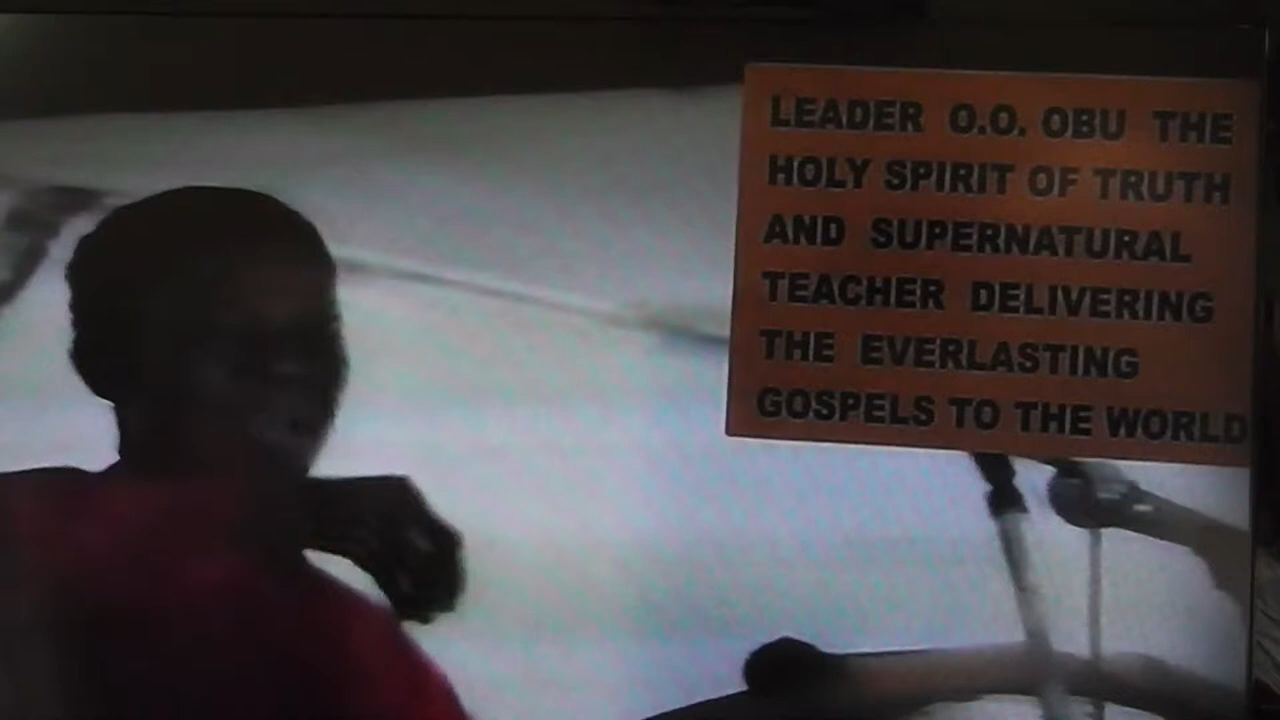 LEADER O.O. OBU THE
HOLY SPIRIT OF TRUTH
AND SUPERNATURAL
TEACHER DELIVERING
THE EVERLASTING
GOSPELS TO THE WORLD